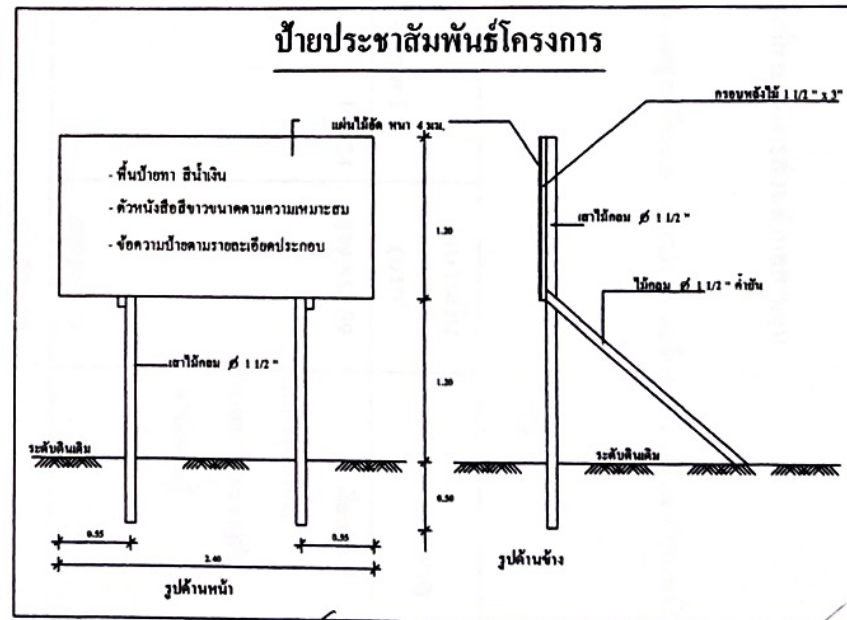 ป้ายประชาสัมพันธ์โครงการ
กรอบหลังไม้ 1 1/2 " x 3"
แผ่นไม้อัด หนา 4 มม.
- พื้นป้ายทา สีน้ำเงิน
- ตัวหนังสือสีขาวขนาดตามความเหมาะสม
- ข้อความป้ายตามรายละเอียดประกอบ
1.20
เสาไม้กลม Ø 1 1/2 "
ไม้กลม Ø 1 1/2 " ค้ำยัน
เสาไม้กลม Ø 1 1/2 "
1.20
ระดับดินเดิม
ระดับดินเดิม
0.50
0.55
0.55
2.40
รูปด้านหน้า
รูปด้านข้าง